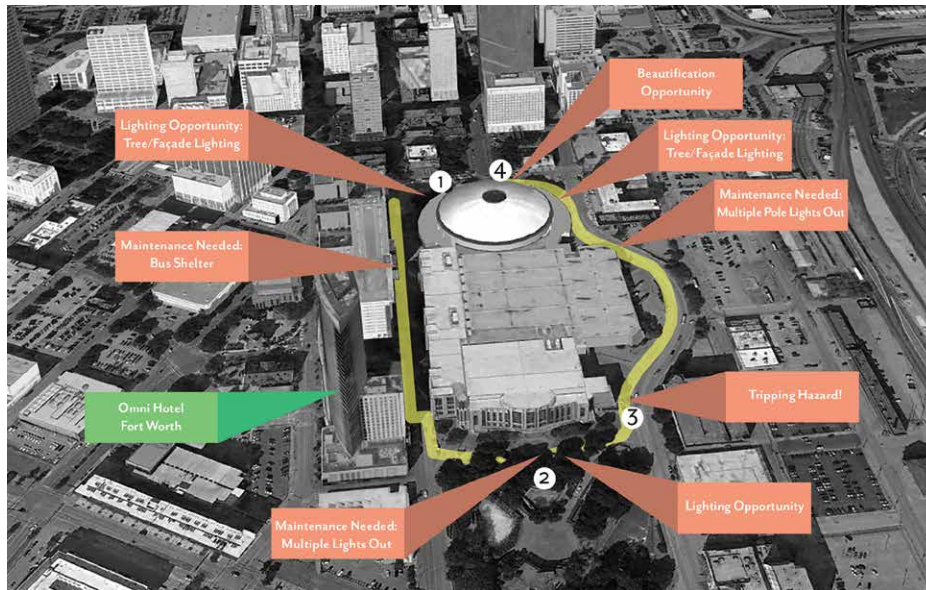 Beautification
Opportunity
Lighting Opportunity:
Tree/Façade Lighting
Lighting Opportunity:
Tree/Façade Lighting
1
4
Maintenance Needed:
Multiple Pole Lights Out
Maintenance Needed:
Bus Shelter
Omni Hotel
Fort Worth
Tripping Hazard!
3
2
Lighting Opportunity
Maintenance Needed:
Multiple Lights Out